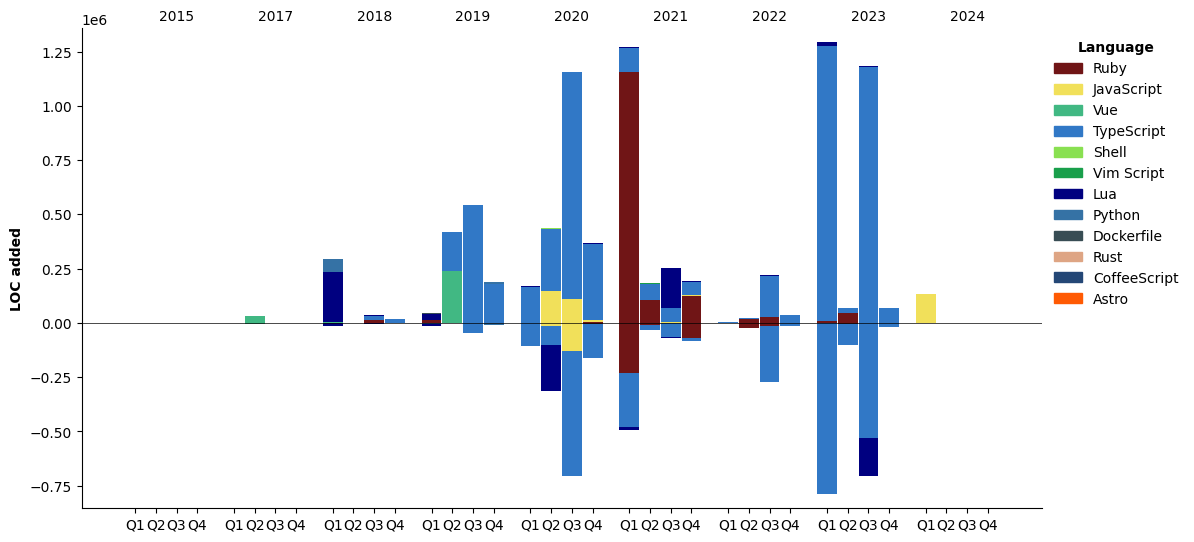 1e6
2015 2017 2018 2019 2020 2021 2022 2023 2024
LOC added
1.25
1.00
0.75
0.50
0.25
0.00
−0.25
−0.50
−0.75
Q1 Q2 Q3 Q4 Q1 Q2 Q3 Q4 Q1 Q2 Q3 Q4 Q1 Q2 Q3 Q4 Q1 Q2 Q3 Q4 Q1 Q2 Q3 Q4 Q1 Q2 Q3 Q4 Q1 Q2 Q3 Q4 Q1 Q2 Q3 Q4
Language
Ruby
JavaScript
Vue
TypeScript
Shell
Vim Script
Lua
Python
Dockerfile
Rust
CoffeeScript
Astro